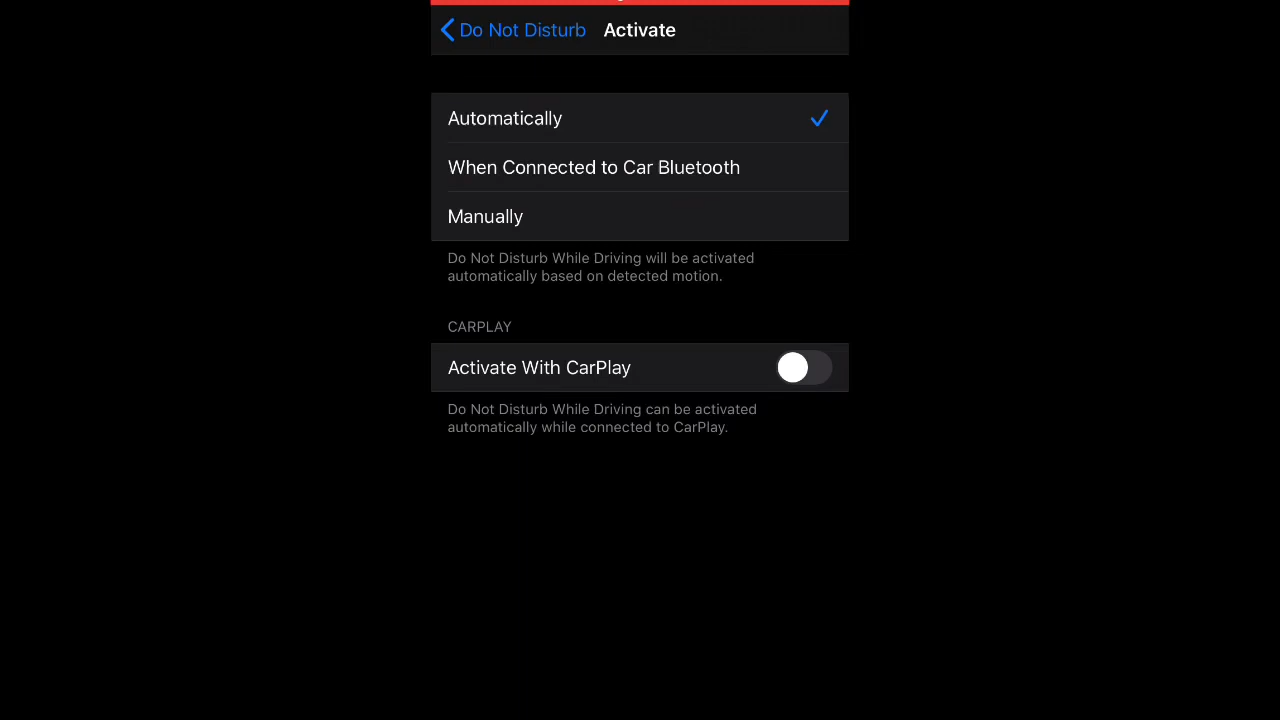 Do Not Disturb Activate
Automatically
When Connected to Car Bluetooth
Manually
Do Not Disturb While Driving will be activated
automatically based on detected motion.
CARPLAY
Activate With CarPlay
Do Not Disturb While Driving can be activated
automatically while connected to CarPlay.